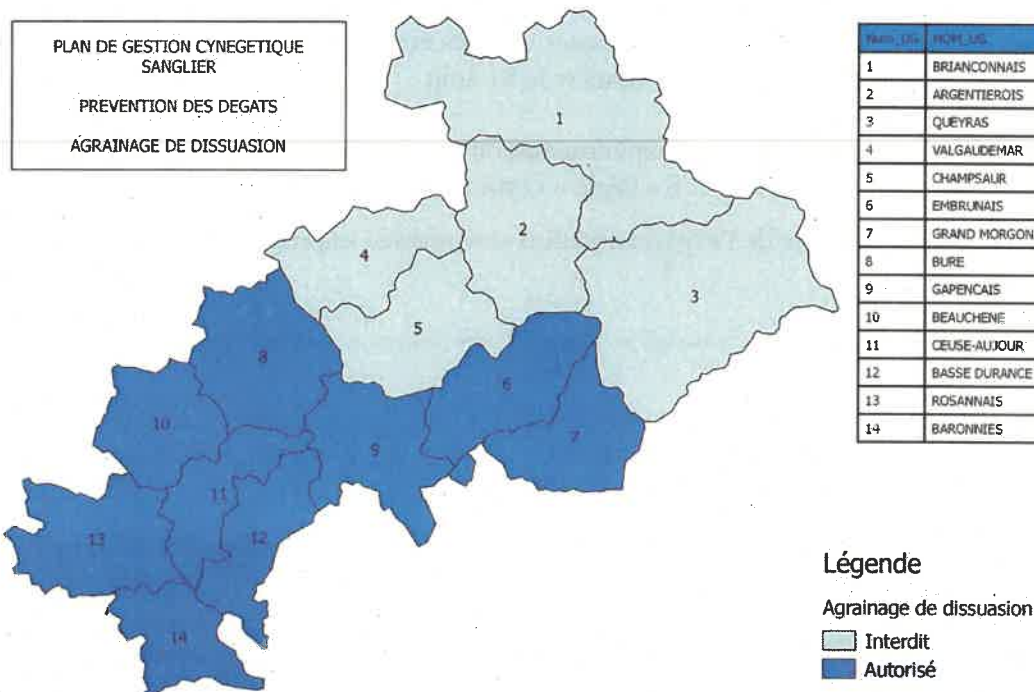 PLAN DE GESTION CYNEGETIQUE
SANGLIER
PREVENTION DES DEGATS
AGRAINAGE DE DISSUASION
Num_US NOM_US
1 BRIANCONNAIS
2 ARGENTIEROIS
3 QUEYRAS
4 VALGAUDEMAR
5 CHAMPSAUR
6 EMBRUNAIS
7 GRAND MORGON
8 BURE
9 GAPENCAIS
10 BEAUCHENE
11 CEUSE-AUJOUR
12 BASSE DURANCE
13 ROSANNAIS
14 BARONNIES
1
2
3
4
5
6
7
8
9
10
11
12
13
14
Légende
Agrainage de dissuasion
Interdit
Autorisé